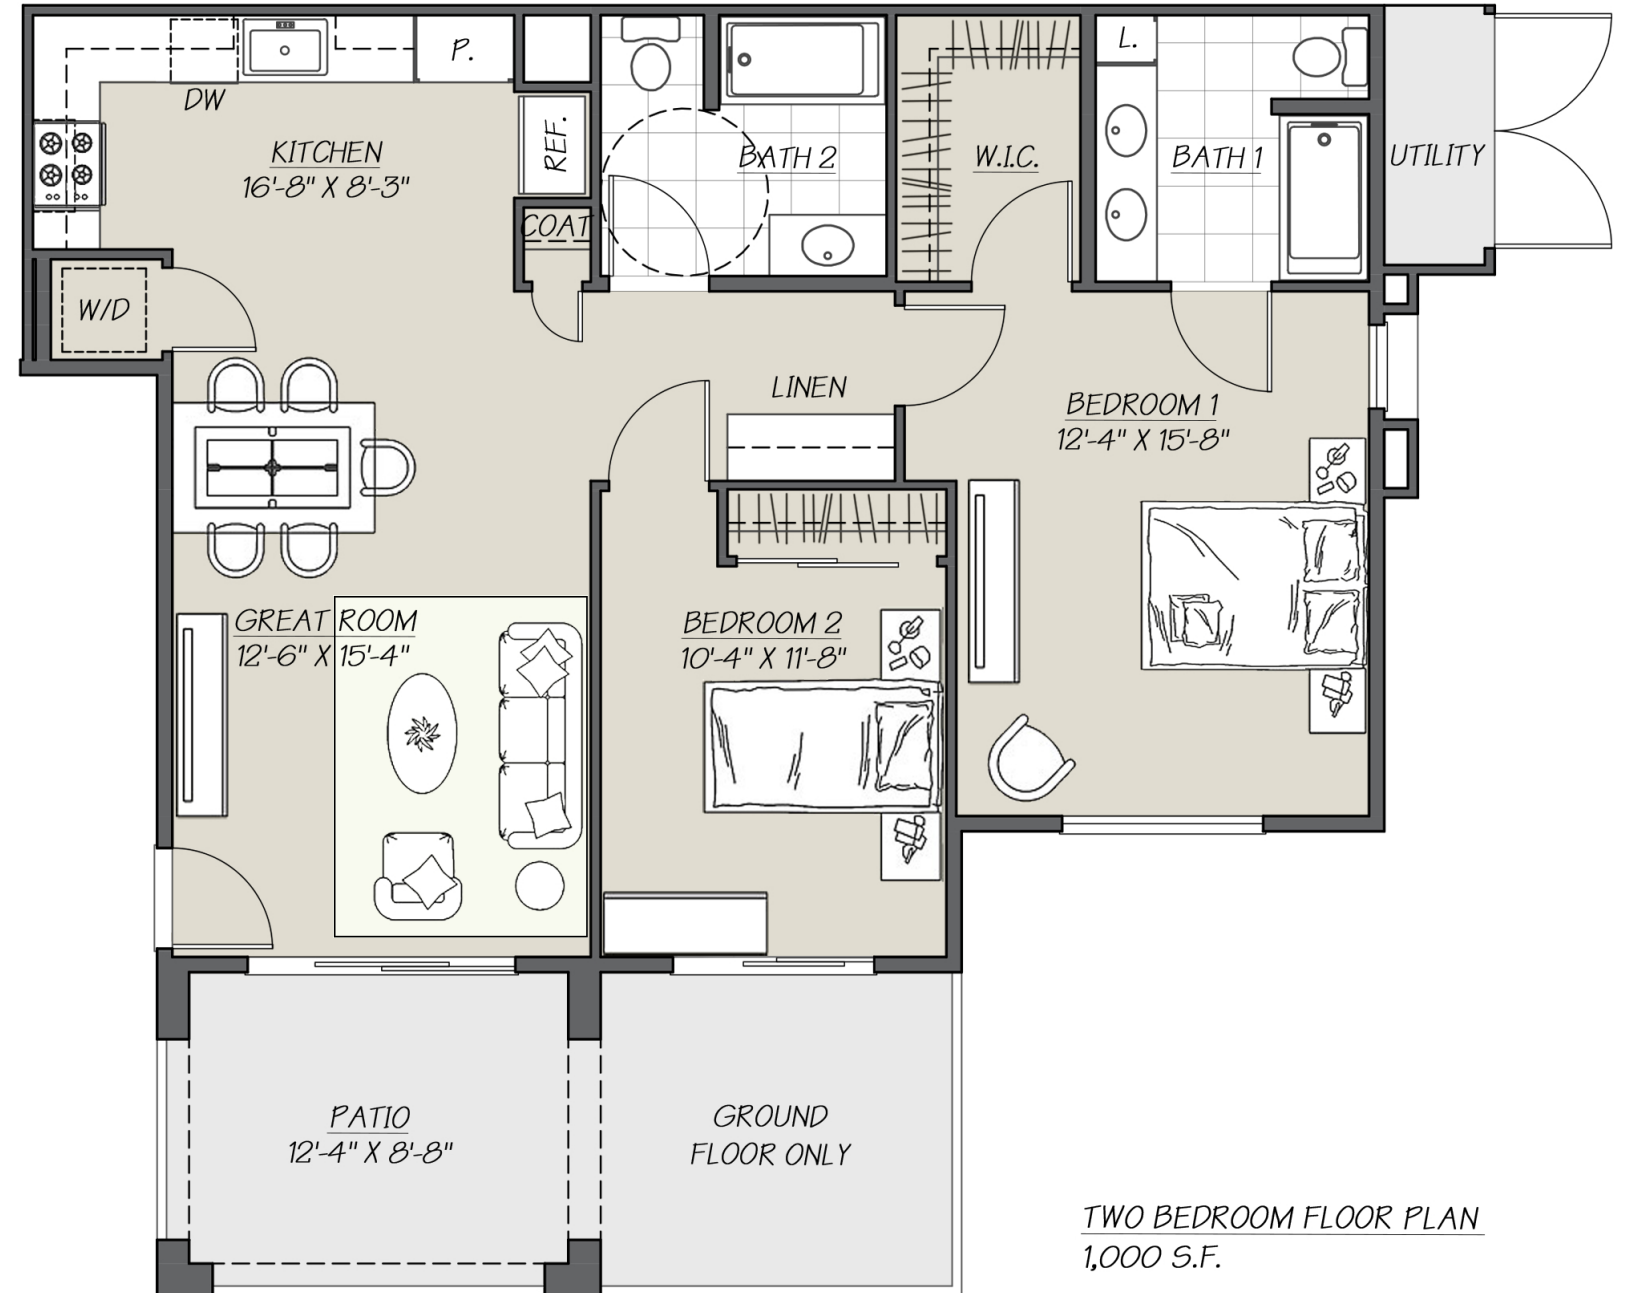 P.
L.
DW
KITCHEN
16'-8" X 8'-3"
REF.
COAT
BATH 2
W.I.C.
BATH 1
UTILITY
W/D
LINEN
BEDROOM 1
12'-4" X 15'-8"
GREAT ROOM
12'-6" X 15'-4"
BEDROOM 2
10'-4" X 11'-8"
PATIO
12'-4" X 8'-8"
GROUND
FLOOR ONLY
TWO BEDROOM FLOOR PLAN
1,000 S.F.